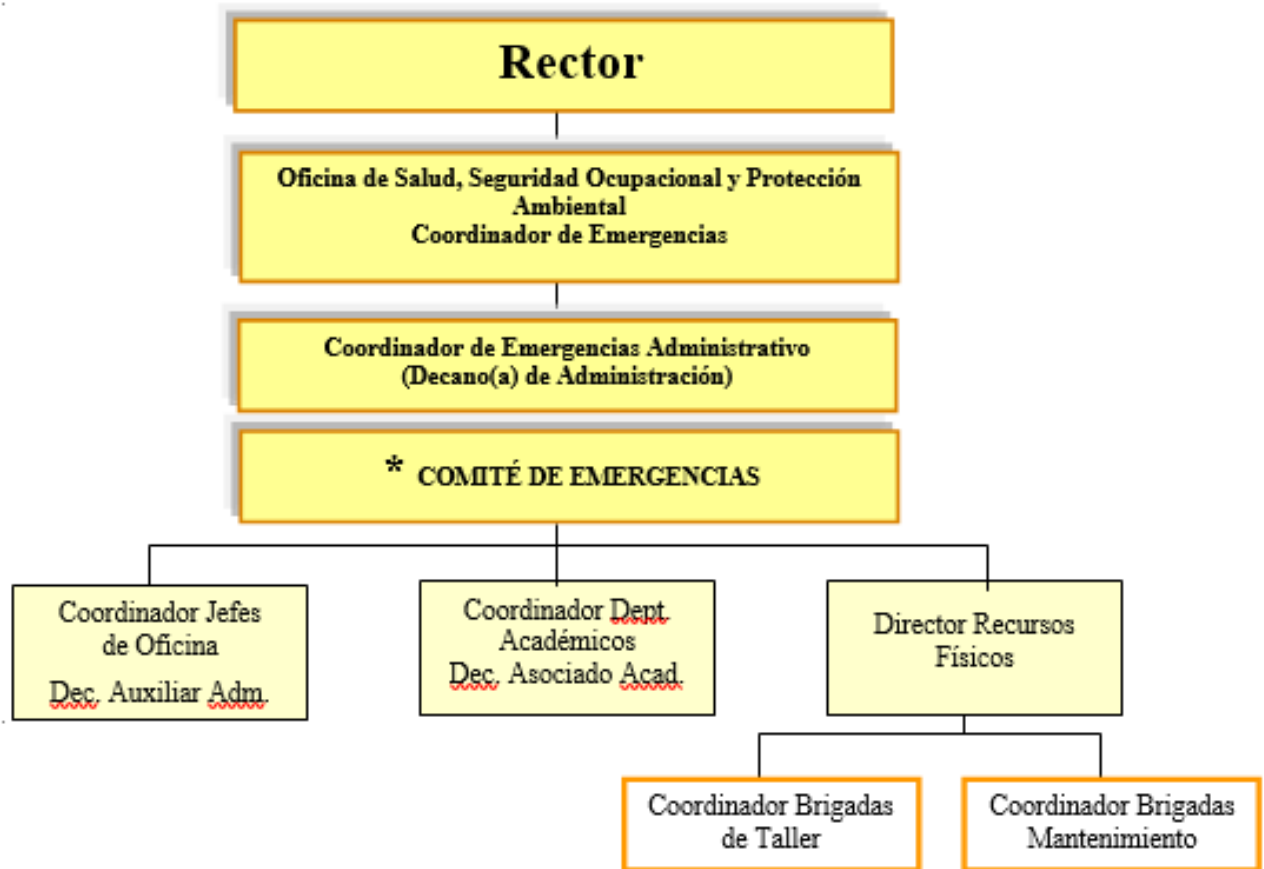 Rector
Oficina de Salud, Seguridad Ocupacional y Protección
Ambiental
Coordinador de Emergencias
Coordinador de Emergencias Administrativo
(Decano(a) de Administración)
* COMITÉ DE EMERGENCIAS
Coordinador Jefes
de Oficina
Dec. Auxiliar Adm.
Coordinador Dept.
Académicos
Dec. Asociado Acad.
Director Recursos
Físicos
Coordinador Brigadas
de Taller
Coordinador Brigadas
Mantenimiento